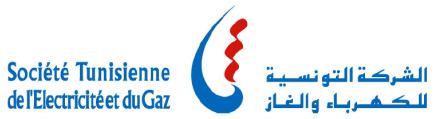 Société Tunisienne
de l'Electricité et du Gaz
الشركة التونسية
للكهرباء والغاز